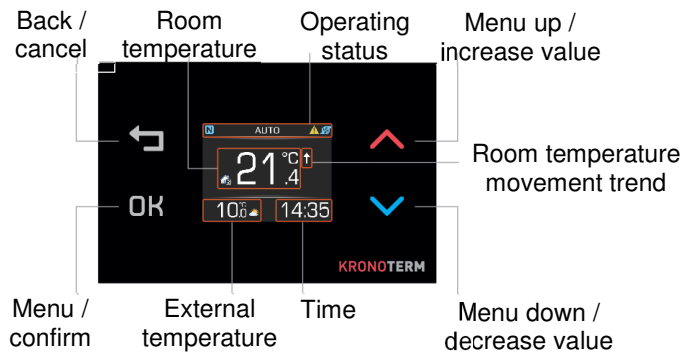 Back /
cancel
Room
temperature
Operating
status
Menu up /
increase value
N AUTO
21.4 °C
OK
10.0 °C 14:35
Room temperature
movement trend
KRONOTERM
Menu /
confirm
External
temperature
Time
Menu down /
decrease value